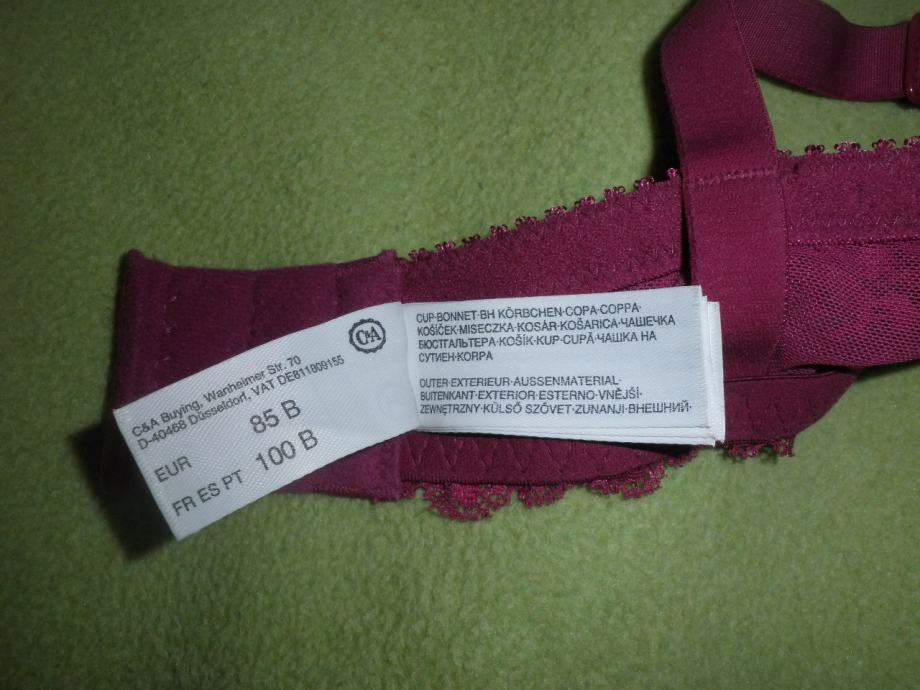 C&A
C&A Buying, Wanheimer Str. 70
D-40468 Düsseldorf, VAT DE811809155
EUR 85 B
FR ES PT 100 B
CUP·BONNET·BH KÖRBCHEN·COPA·COPPA·
KOŠÍČEK·MISECZKA·KOSÁR·KOŠARICA·ЧАШЕЧКА
БЮСТГАЛЬТЕРА·KOŠÍK·KUP·CUPĂ·ЧАШКА НА
СУТИЕН·KORPA
OUTER·EXTERIEUR·AUSSENMATERIAL·
BUITENKANT·EXTERIOR·ESTERNO·VNĚJŠÍ·
ZEWNĘTRZNY·KÜLSŐ SZÖVET·ZUNANJI·ВНЕШНИЙ·